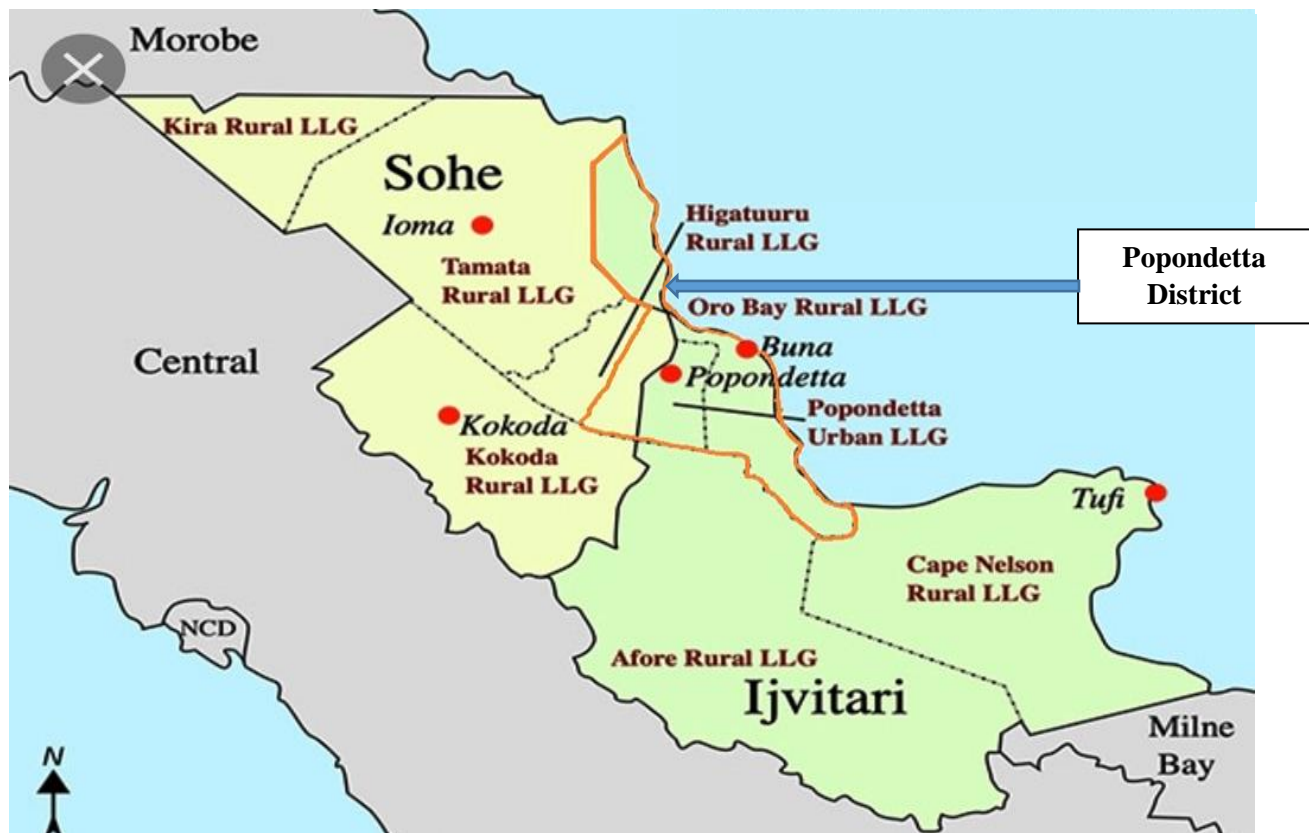 Morobe
Kira Rural LLG
Sohe
Ioma
Tamata
Rural LLG
Higatuuru
Rural LLG
Popondetta
District
Oro Bay Rural LLG
Central
Buna
Popondetta
Popondetta
Urban LLG
Kokoda
Kokoda
Rural LLG
Tufi
Cape Nelson
Rural LLG
NCD
Afore Rural LLG
Ijvitari
Milne
Bay
N